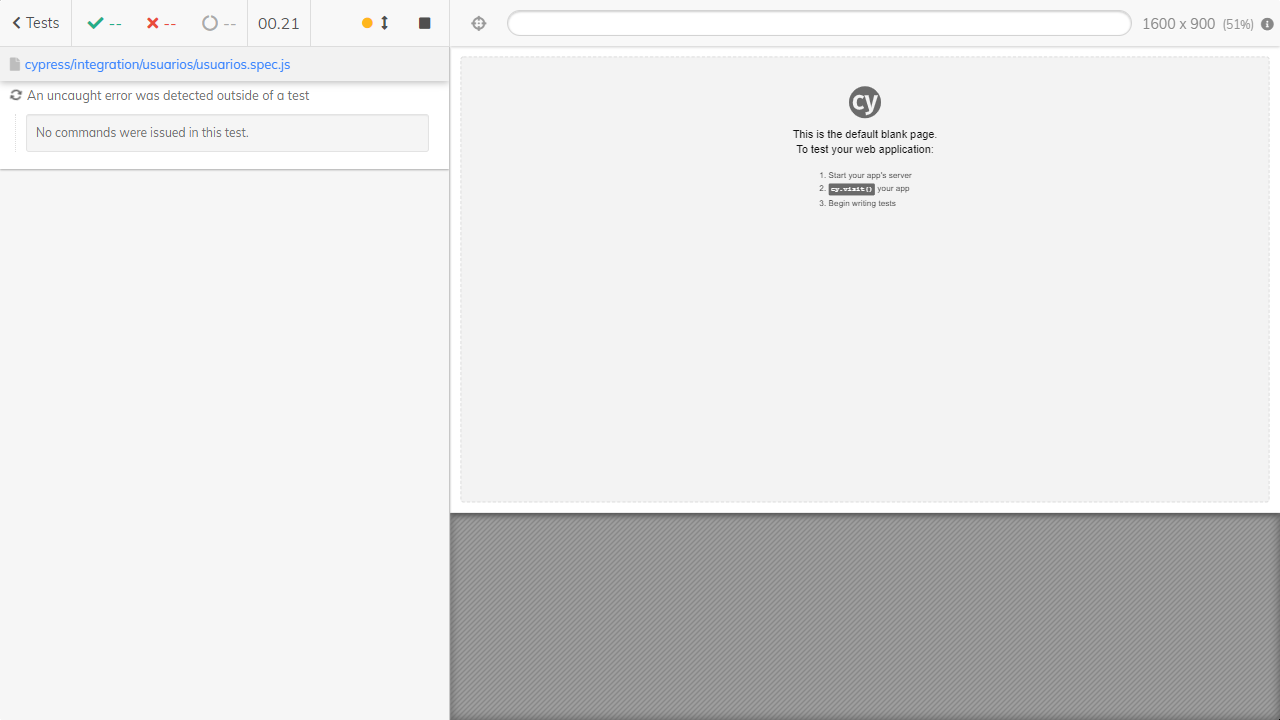 Tests -- -- -- 00.21 1600 x 900 (51%)
cypress/integration/usuarios/usuarios.spec.js
An uncaught error was detected outside of a test
No commands were issued in this test.
cy
This is the default blank page.
To test your web application:
1. Start your app's server
2. cy.visit() your app
3. Begin writing tests